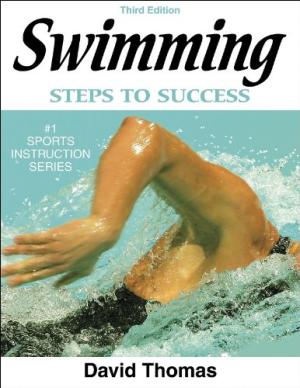 Third Edition
Swimming
STEPS TO SUCCESS
#1
SPORTS
INSTRUCTION
SERIES
David Thomas